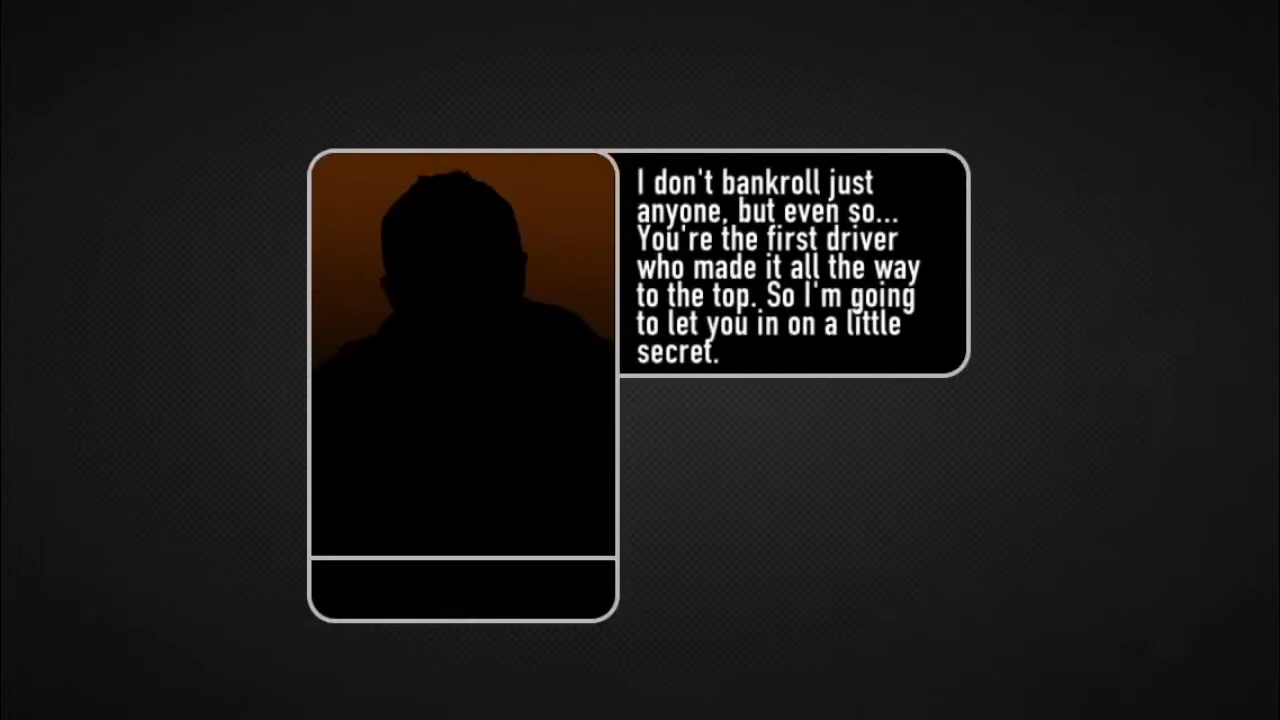 I don't bankroll just
anyone, but even so...
You're the first driver
who made it all the way
to the top. So I'm going
to let you in on a little
secret.